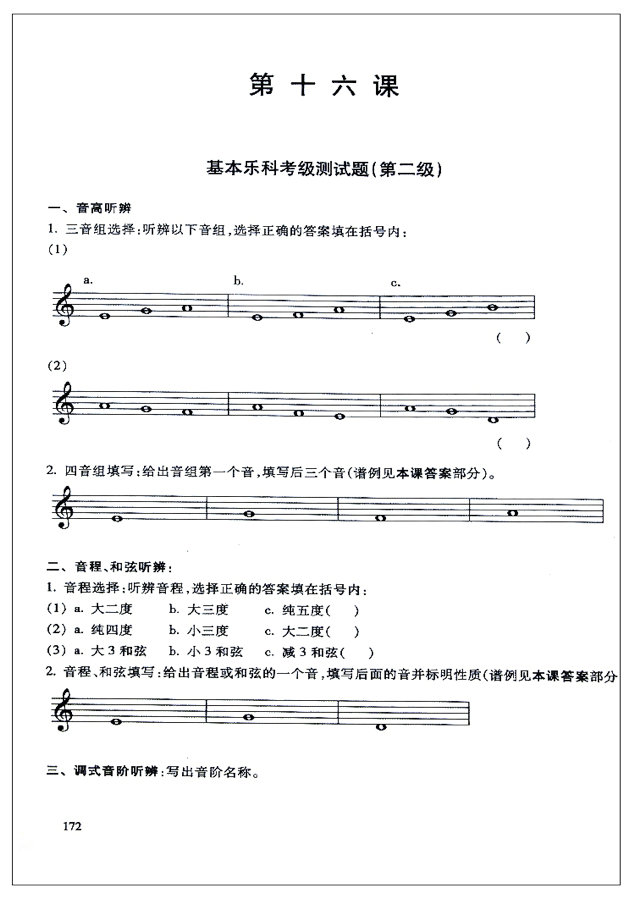 第十六课
基本乐科考级测试题(第二级)
一、音高听辨
1. 三音组选择:听辨以下音组,选择正确的答案填在括号内:
(1)
a. b. c.
( )
(2)
( )
2. 四音组填写:给出音组第一个音,填写后三个音(谱例见本课答案部分)。
二、音程、和弦听辨:
1. 音程选择:听辨音程,选择正确的答案填在括号内:
(1) a. 大二度 b. 大三度 c. 纯五度( )
(2) a. 纯四度 b. 小三度 c. 大二度( )
(3) a. 大3和弦 b. 小3和弦 c. 减3和弦( )
2. 音程、和弦填写:给出音程或和弦的一个音,填写后面的音并标明性质(谱例见本课答案部分
三、调式音阶听辨:写出音阶名称。
172